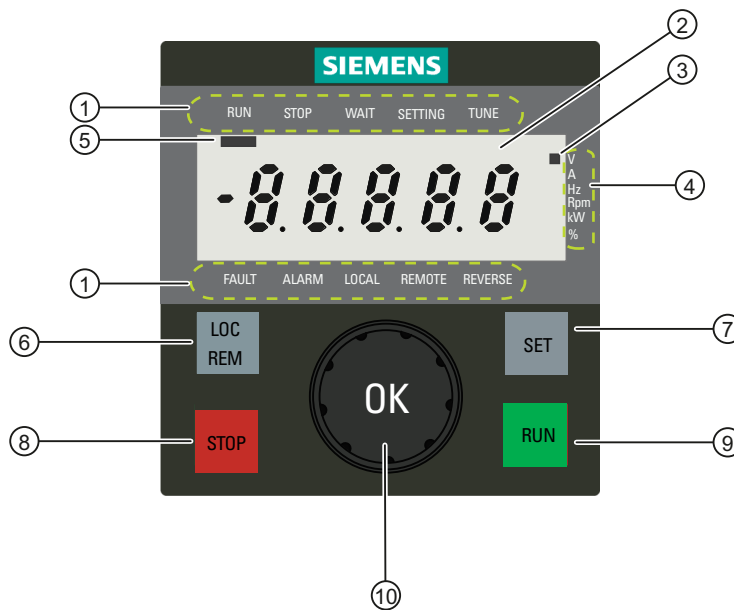 SIEMENS
② 
③
① RUN STOP WAIT SETTING TUNE
⑤
V
A
Hz
Rpm
kW
%
④
-8.8.8.8.8
① FAULT ALARM LOCAL REMOTE REVERSE
⑥ LOC
REM
OK
SET ⑦
⑧ STOP
RUN ⑨
⑩